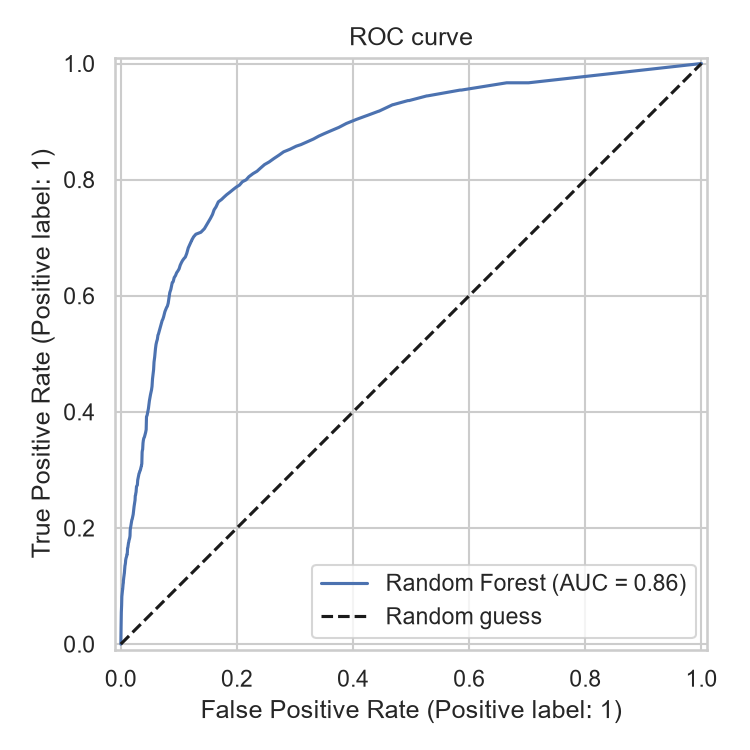 ROC curve
True Positive Rate (Positive label: 1)
1.0
0.8
0.6
0.4
0.2
0.0
Random Forest (AUC = 0.86)
Random guess
0.0 0.2 0.4 0.6 0.8 1.0
False Positive Rate (Positive label: 1)